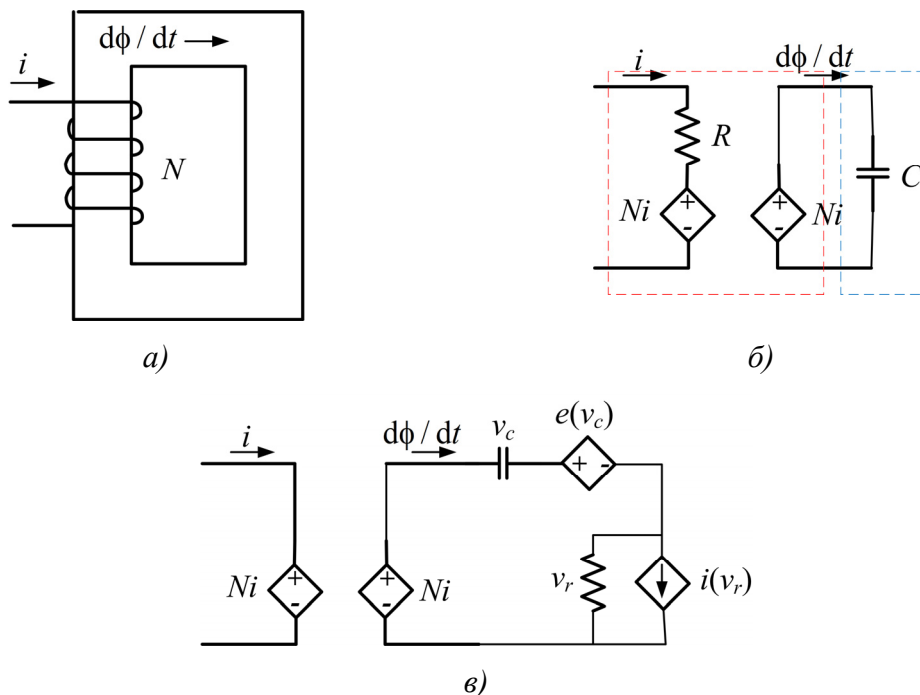 dϕ / dt
i
N
а)
i
dϕ / dt
R
+
-
Ni
+
-
Ni
C
б)
i
dϕ / dt
v_c
e(v_c)
+ -
Ni
+
-
+
-
Ni
v_r
i(v_r)
в)